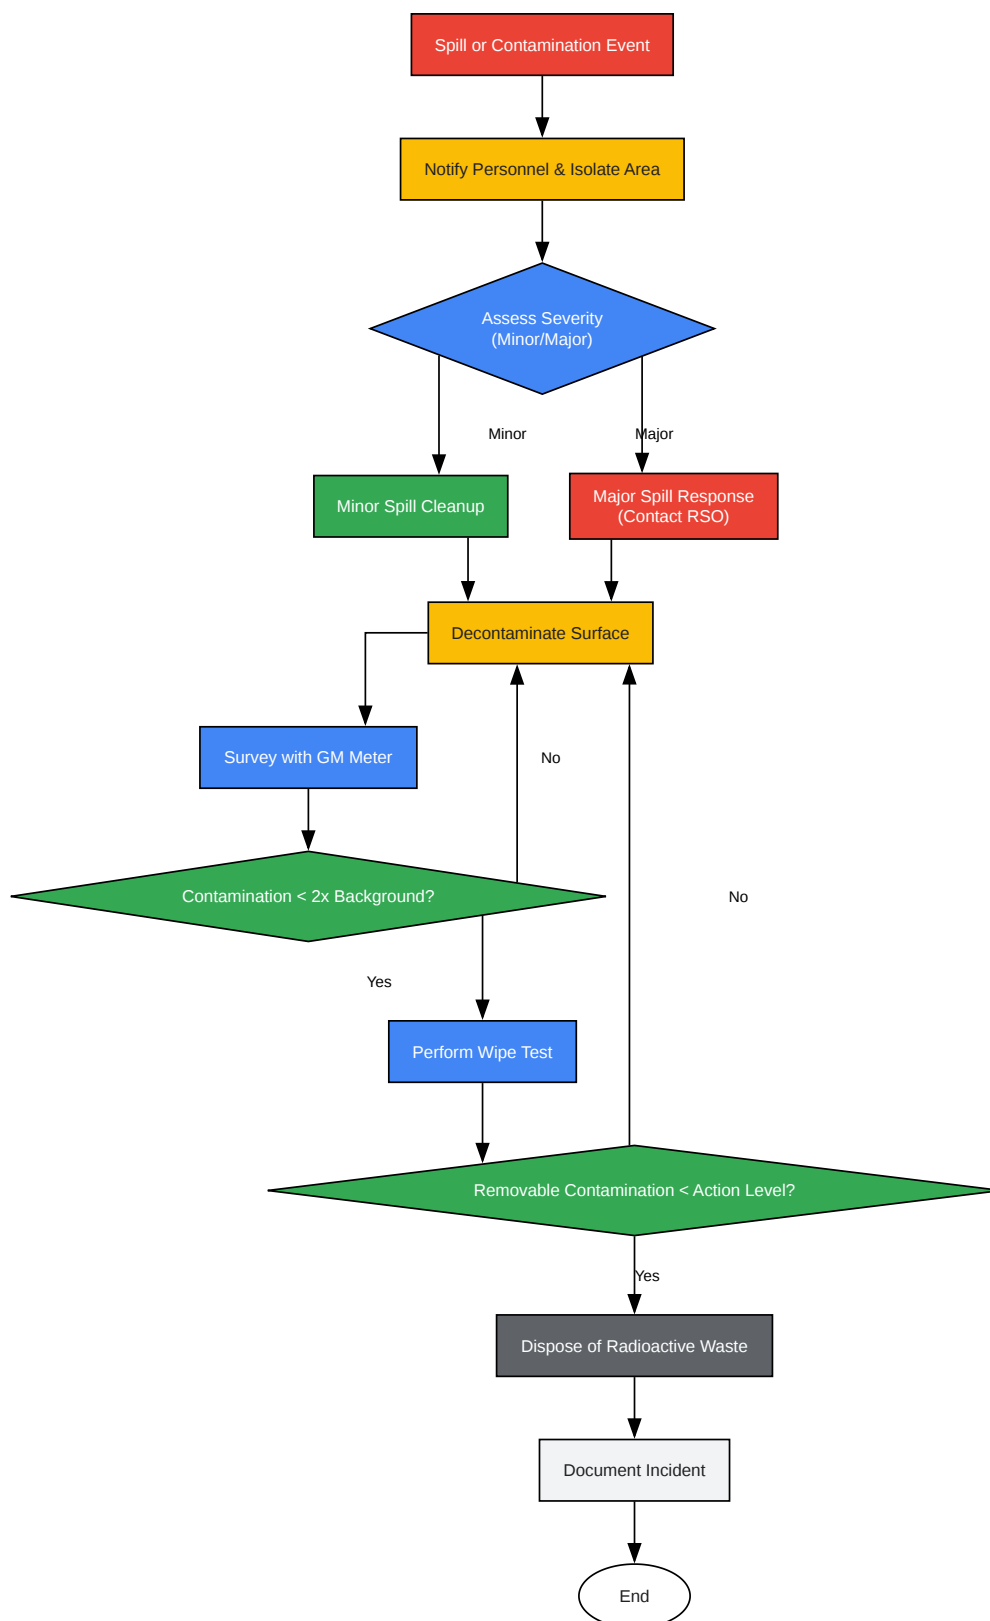 Spill or Contamination Event
Notify Personnel & Isolate Area
Assess Severity
(Minor/Major)
Minor
Major
Minor Spill Cleanup
Major Spill Response
(Contact RSO)
Decontaminate Surface
Survey with GM Meter
No
Contamination < 2x Background?
No
Yes
Perform Wipe Test
Removable Contamination < Action Level?
Yes
Dispose of Radioactive Waste
Document Incident
End